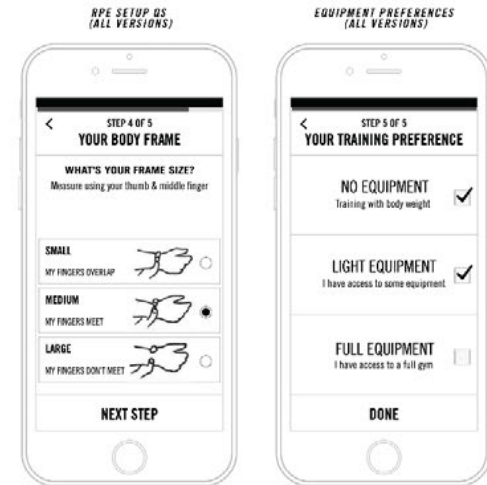 RPE SETUP QS
(ALL VERSIONS)
STEP 4 OF 5
YOUR BODY FRAME
WHAT'S YOUR FRAME SIZE?
Measure using your thumb & middle finger
SMALL
MY FINGERS OVERLAP
MEDIUM
MY FINGERS MEET
LARGE
MY FINGERS DON'T MEET
NEXT STEP
EQUIPMENT PREFERENCES
(ALL VERSIONS)
STEP 5 OF 5
YOUR TRAINING PREFERENCE
NO EQUIPMENT
Training with body weight
LIGHT EQUIPMENT
I have access to some equipment
FULL EQUIPMENT
I have access to a full gym
DONE